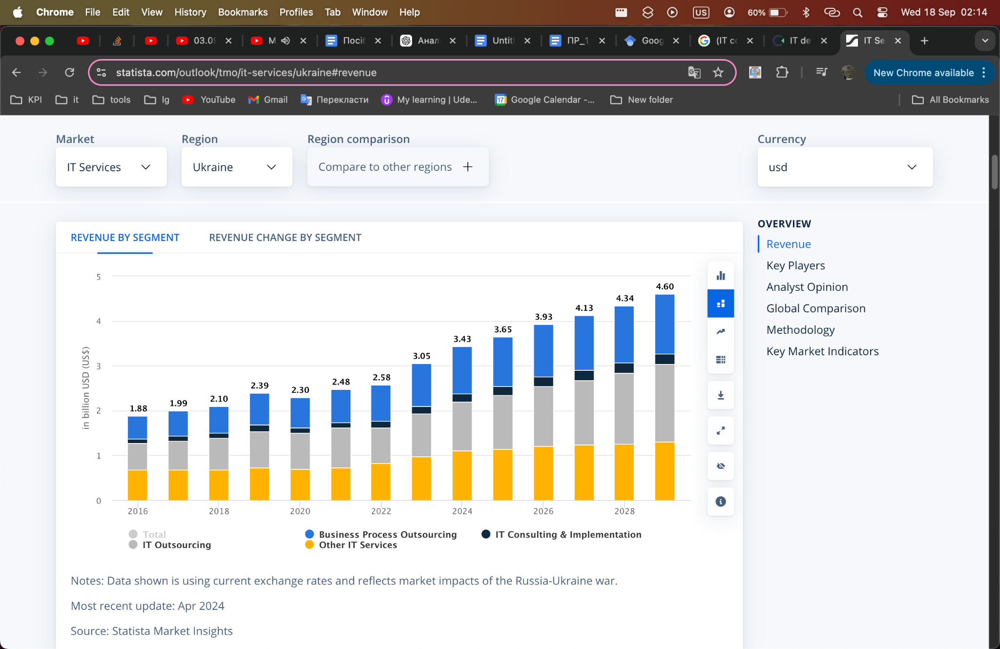 Chrome File Edit View History Bookmarks Profiles Tab Window Help US 60% Wed 18 Sep 02:14
03.09 M Посіб Анал Untitl ПР_1 Goog (IT co IT de IT Se
statista.com/outlook/tmo/it-services/ukraine#revenue New Chrome available
KPI it tools lg YouTube Gmail Перекласти My learning | Ude... 17 Google Calendar -... New folder All Bookmarks
Market Region Region comparison Currency
IT Services Ukraine Compare to other regions + usd
OVERVIEW
Revenue
Key Players
Analyst Opinion
Global Comparison
Methodology
Key Market Indicators
REVENUE BY SEGMENT REVENUE CHANGE BY SEGMENT
in billion USD (US$)
5
4
3
2
1
0
1.88 1.99 2.10 2.39 2.30 2.48 2.58 3.05 3.43 3.65 3.93 4.13 4.34 4.60
2016 2018 2020 2022 2024 2026 2028
Total Business Process Outsourcing IT Consulting & Implementation
IT Outsourcing Other IT Services
Notes: Data shown is using current exchange rates and reflects market impacts of the Russia-Ukraine war.
Most recent update: Apr 2024
Source: Statista Market Insights